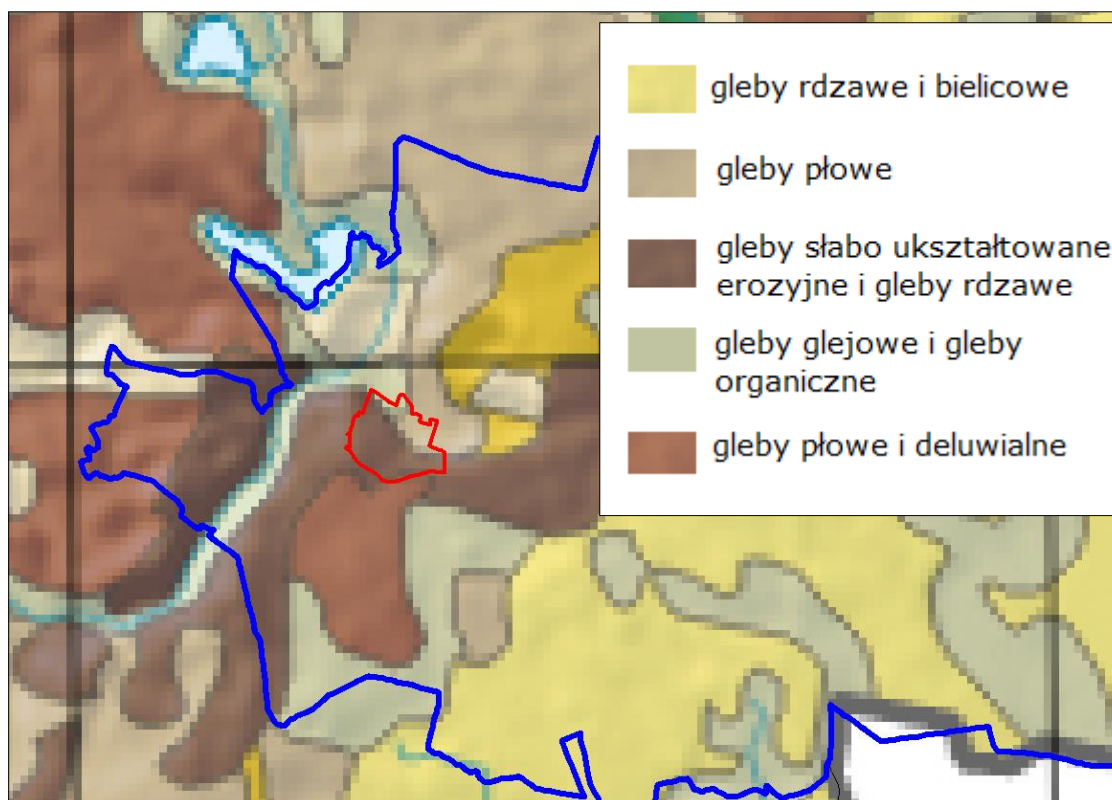 gleby rdzawe i bielicowe
gleby płowe
gleby słabo ukształtowane
erozyjne i gleby rdzawe
gleby glejowe i gleby
organiczne
gleby płowe i deluwialne